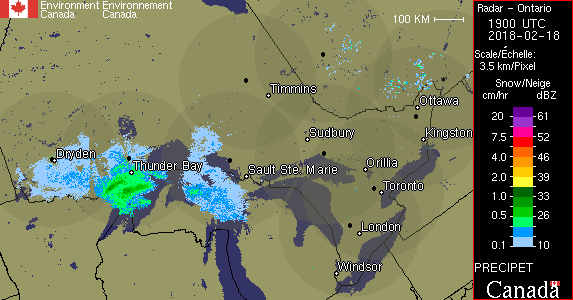 Environment Environnement
Canada Canada
100 KM
Timmins
Ottawa
Sudbury
Kingston
Dryden
Thunder Bay
Sault Ste. Marie
Orillia
Toronto
London
Windsor
Radar - Ontario
1900 UTC
2018-02-18
Scale/Échelle:
3.5 km/Pixel
Snow/Neige
cm/hr dBZ
20 61
7.5 52
4.0 46
2.0 39
1.0 33
0.5 26
0.1 10
PRECIPET
Canada